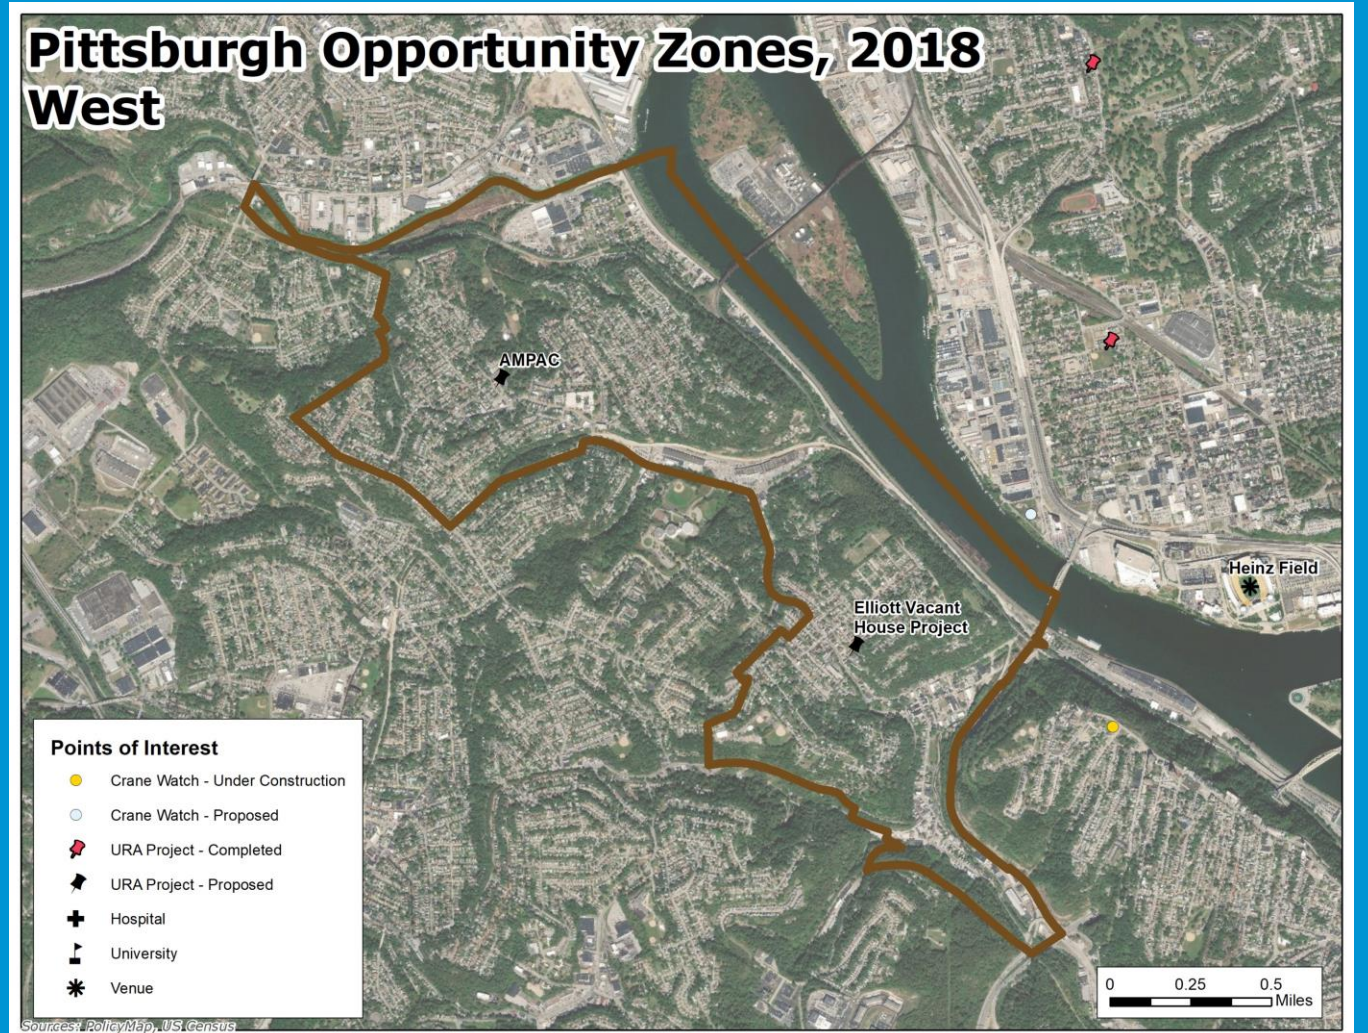 Pittsburgh Opportunity Zones, 2018
West
AMPAC
Heinz Field
Elliott Vacant
House Project
Points of Interest
Crane Watch - Under Construction
Crane Watch - Proposed
URA Project - Completed
URA Project - Proposed
Hospital
University
Venue
0 0.25 0.5
Miles
Sources: PolicyMap, US Census